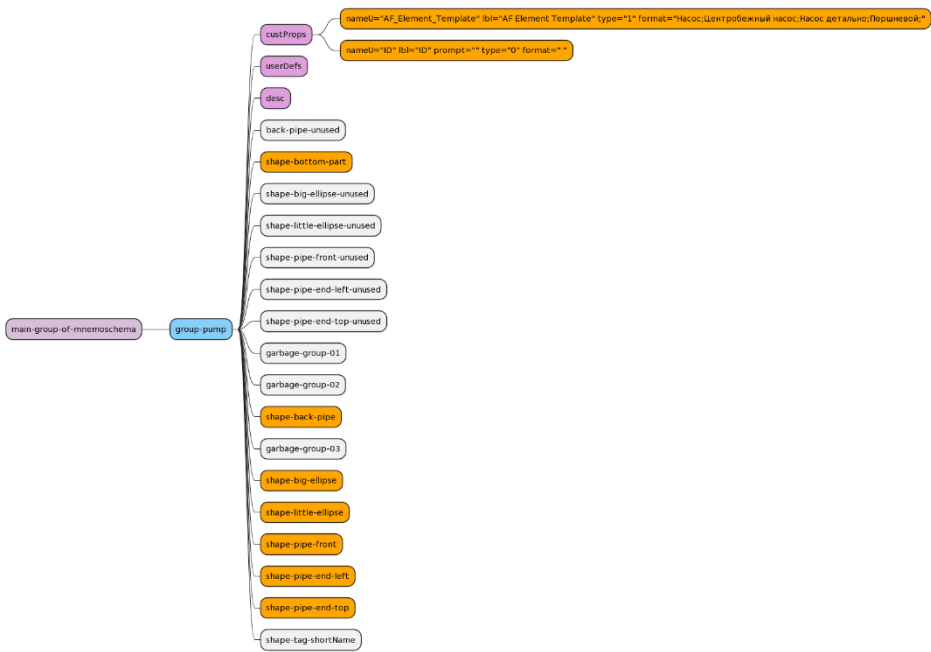 nameU="AF_Element_Template" lbl="AF Element Template" type="1" format="Насос;Центробежный насос;Насос детально;Поршневой;"
custProps
nameU="ID" lbl="ID" prompt="" type="0" format=" "
userDefs
desc
back-pipe-unused
shape-bottom-part
shape-big-ellipse-unused
shape-little-ellipse-unused
shape-pipe-front-unused
shape-pipe-end-left-unused
shape-pipe-end-top-unused
main-group-of-mnemoschema
group-pump
garbage-group-01
garbage-group-02
shape-back-pipe
garbage-group-03
shape-big-ellipse
shape-little-ellipse
shape-pipe-front
shape-pipe-end-left
shape-pipe-end-top
shape-tag-shortName